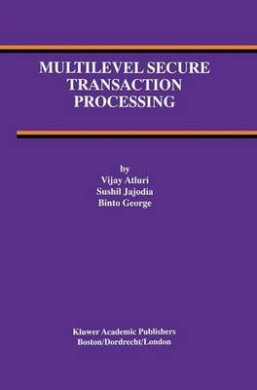 MULTILEVEL SECURE
TRANSACTION
PROCESSING
by
Vijay Atluri
Sushil Jajodia
Binto George
Kluwer Academic Publishers
Boston/Dordrecht/London